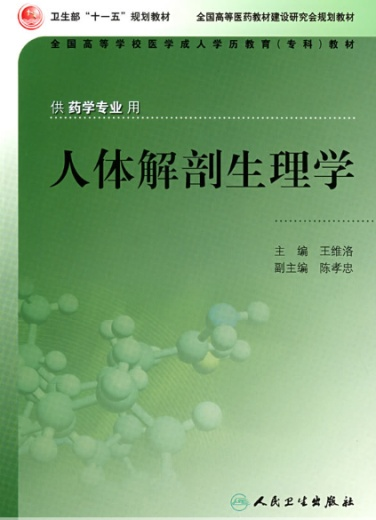 卫生部“十一五”规划教材 全国高等医药教材建设研究会规划教材
全国高等学校医学成人学历教育(专科)教材
供 药学专业 用
人体解剖生理学
主 编 王维洛
副主编 陈孝忠
人民卫生出版社